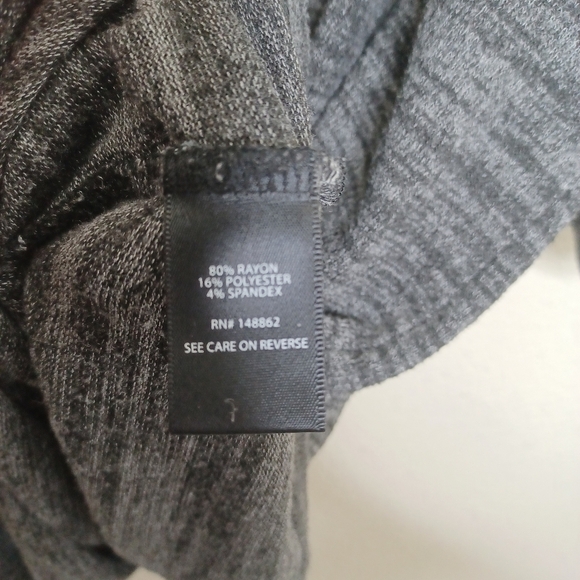 80% RAYON
16% POLYESTER
4% SPANDEX
RN# 148862
SEE CARE ON REVERSE